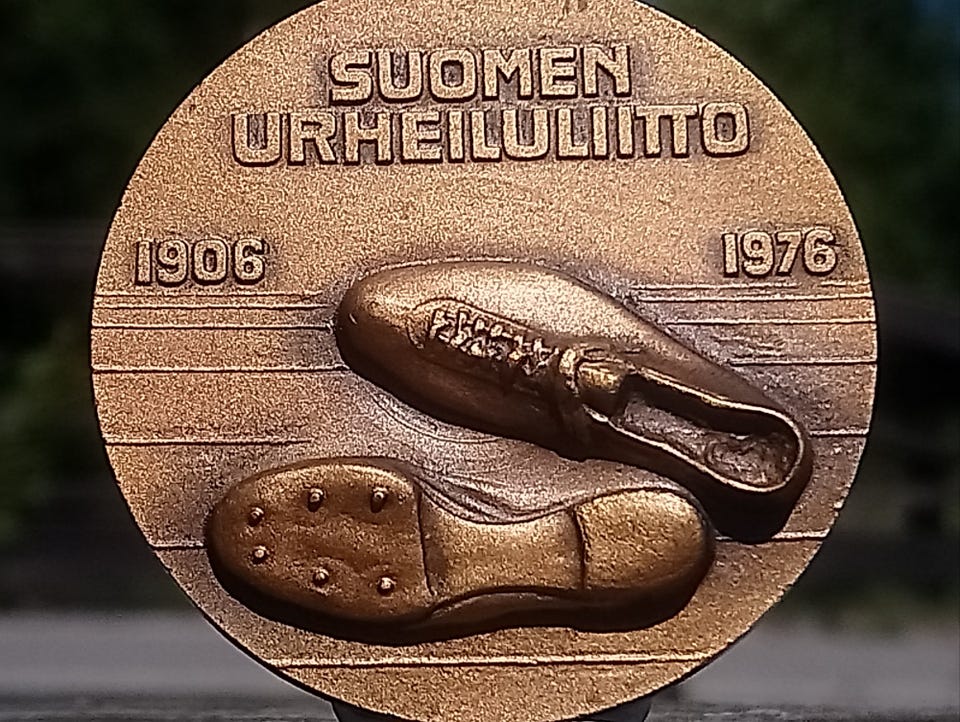 SUOMEN
URHEILULIITTO
1906
1976